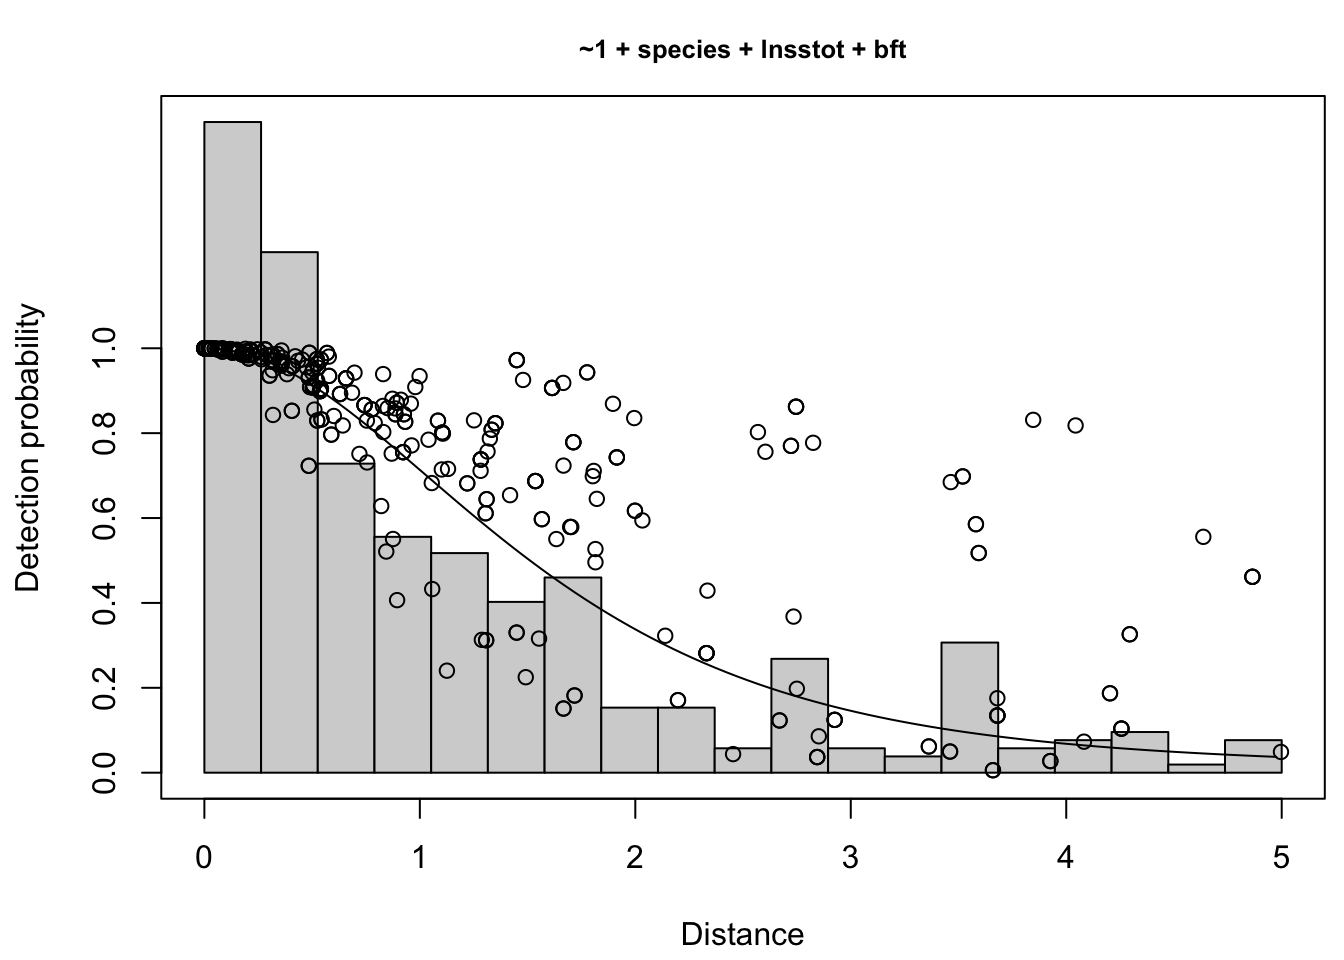 ~1 + species + lnsstot + bft
Detection probability
1.0
0.8
0.6
0.4
0.2
0.0
0 1 2 3 4 5
Distance